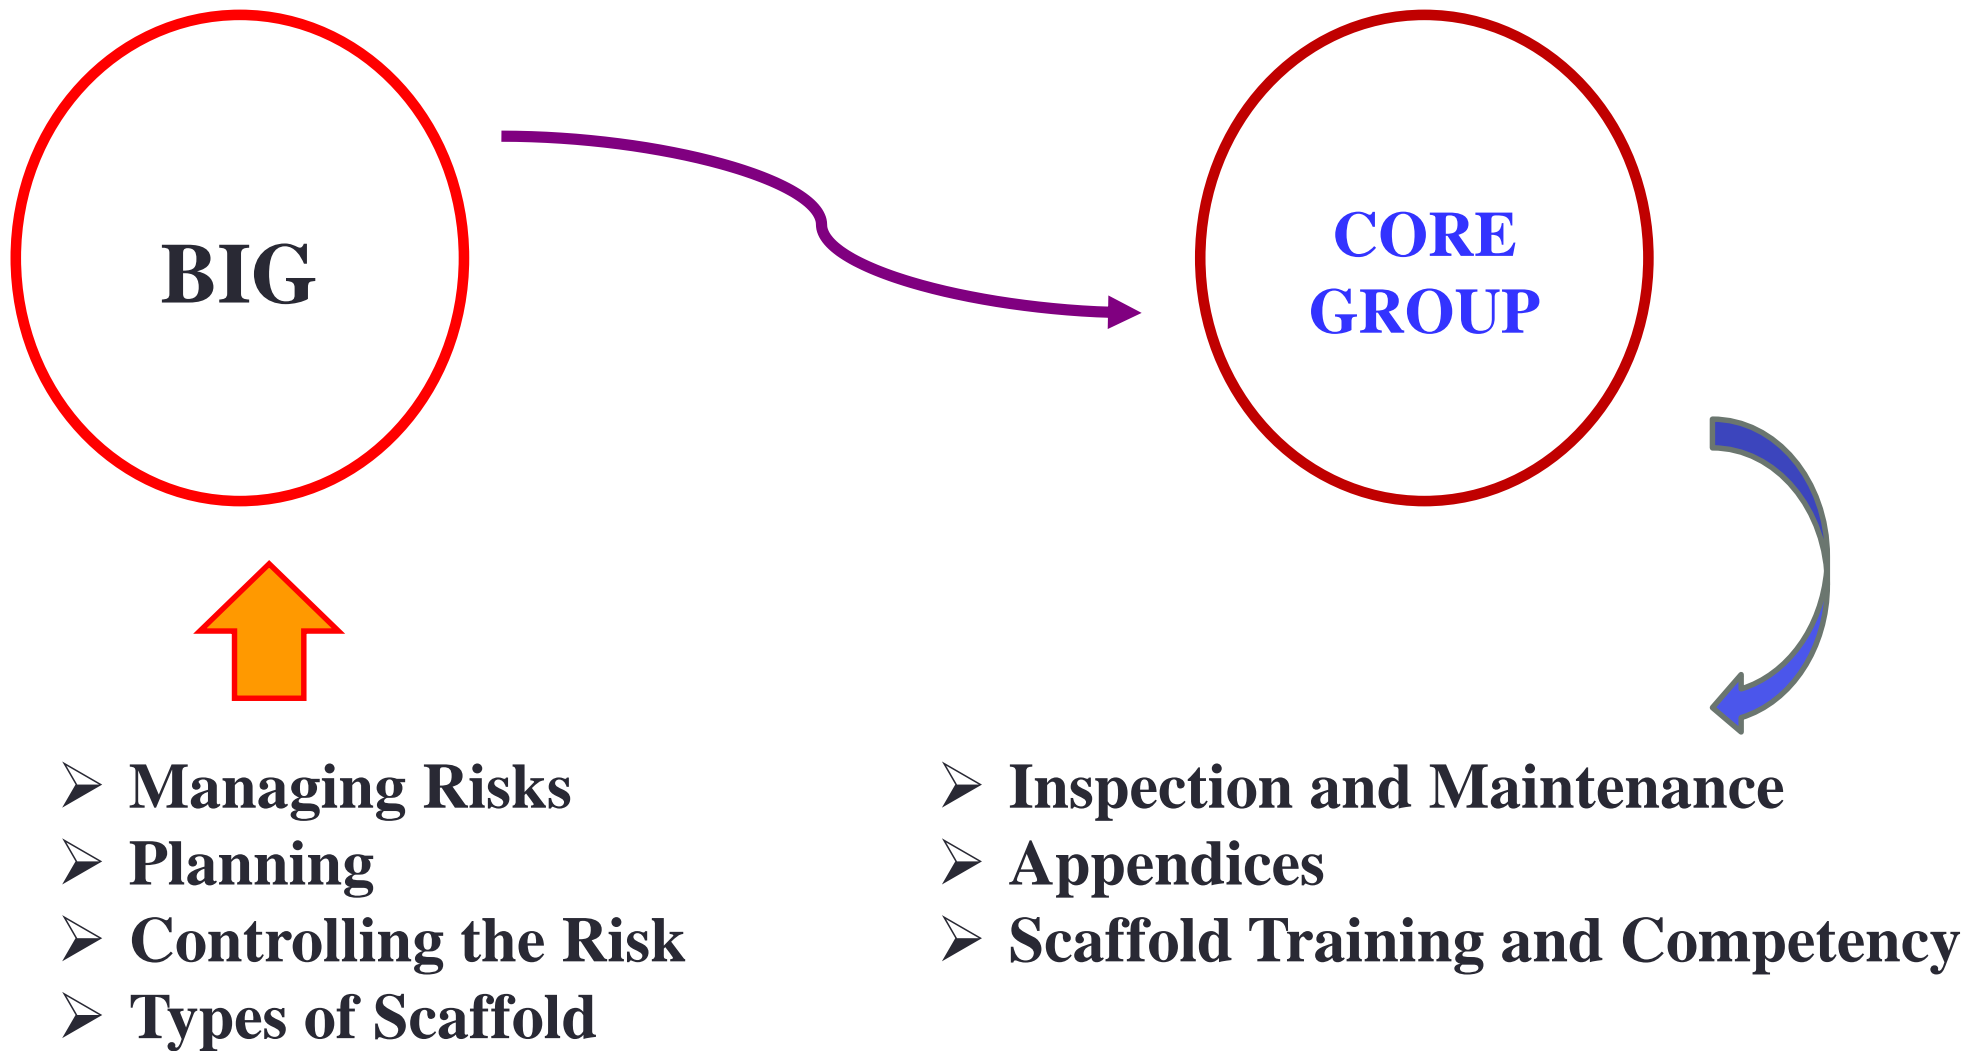 BIG
CORE
GROUP
➢ Managing Risks
➢ Planning
➢ Controlling the Risk
➢ Types of Scaffold
➢ Inspection and Maintenance
➢ Appendices
➢ Scaffold Training and Competency